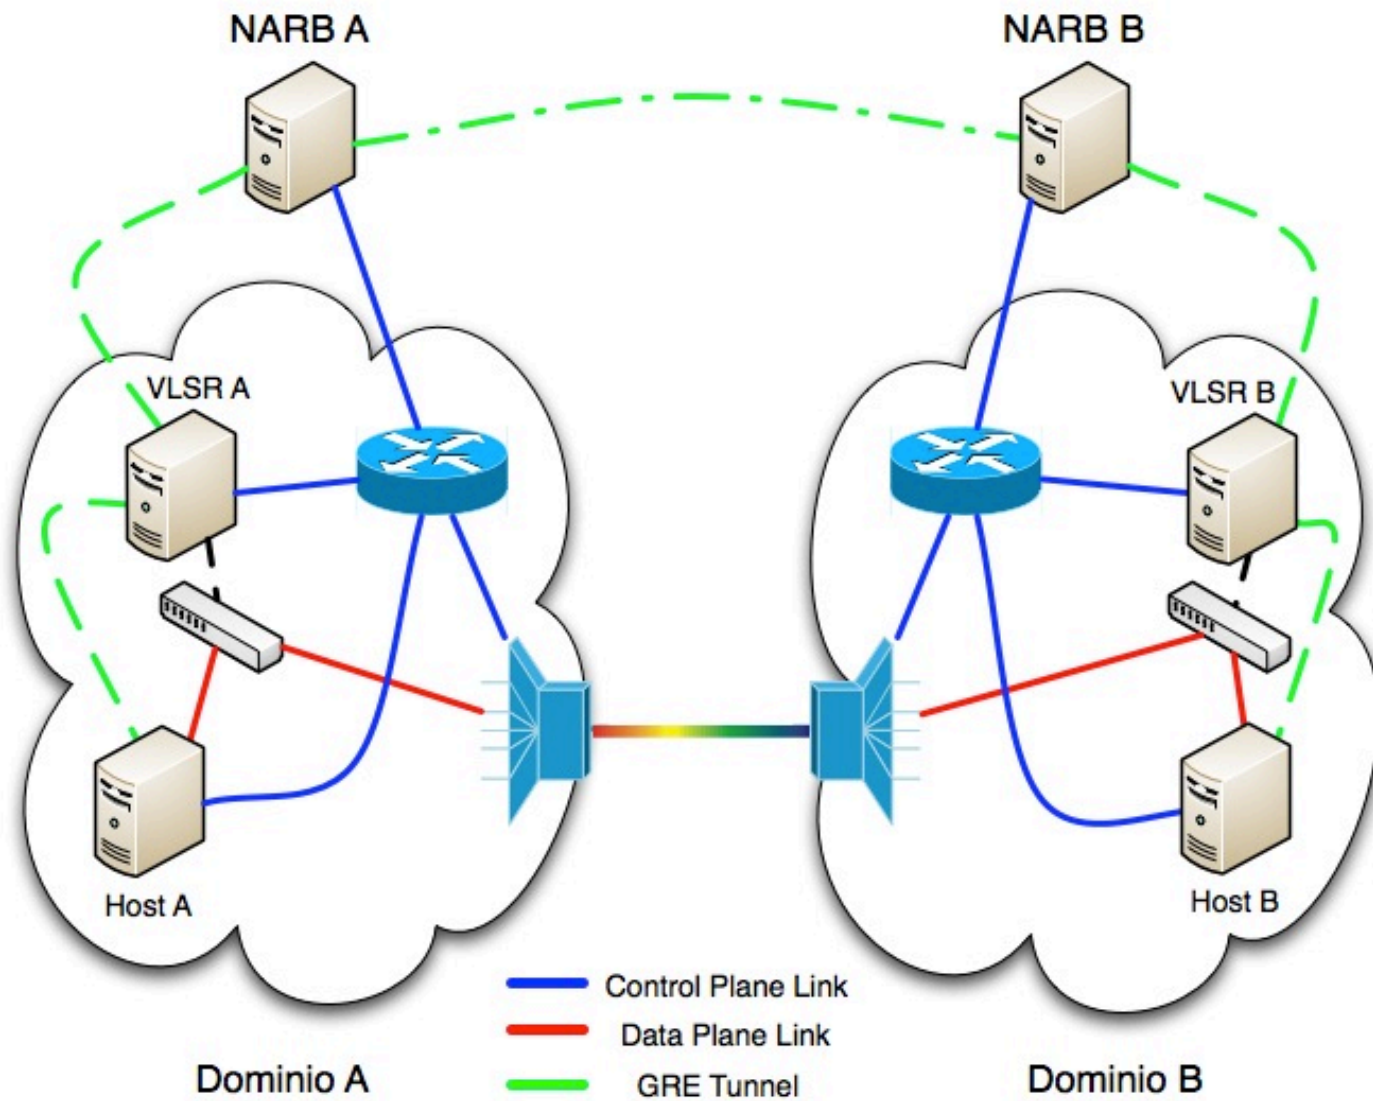 NARB A
NARB B
VLSR A
VLSR B
Host A
Host B
Control Plane Link
Data Plane Link
GRE Tunnel
Dominio A
Dominio B